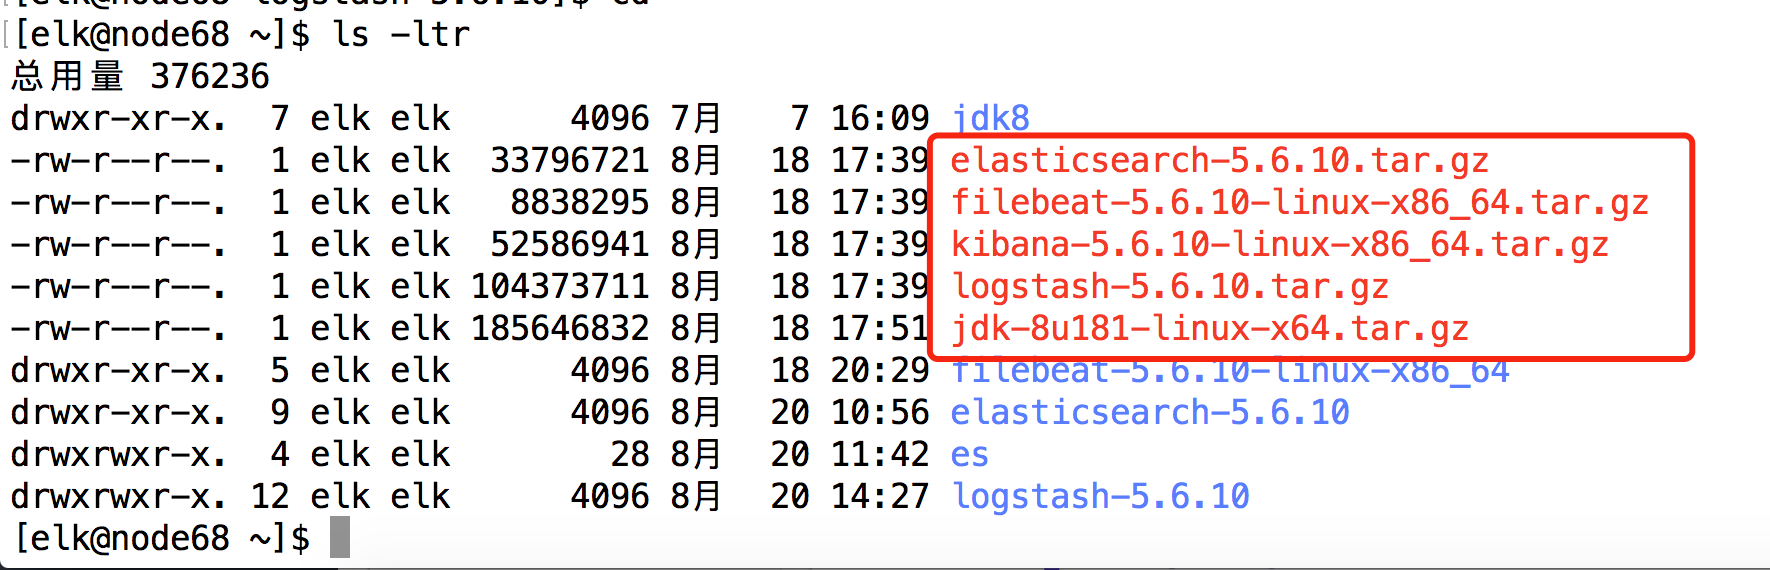 [[elk@node68 logstash-5.6.10]$ cd
[[elk@node68 ~]$ ls -ltr
总用量 376236
drwxr-xr-x.  7 elk elk      4096 7月   7 16:09 jdk8
-rw-r--r--.  1 elk elk  33796721 8月  18 17:39 elasticsearch-5.6.10.tar.gz
-rw-r--r--.  1 elk elk   8838295 8月  18 17:39 filebeat-5.6.10-linux-x86_64.tar.gz
-rw-r--r--.  1 elk elk  52586941 8月  18 17:39 kibana-5.6.10-linux-x86_64.tar.gz
-rw-r--r--.  1 elk elk 104373711 8月  18 17:39 logstash-5.6.10.tar.gz
-rw-r--r--.  1 elk elk 185646832 8月  18 17:51 jdk-8u181-linux-x64.tar.gz
drwxr-xr-x.  5 elk elk      4096 8月  18 20:29 filebeat-5.6.10-linux-x86_64
drwxr-xr-x.  9 elk elk      4096 8月  20 10:56 elasticsearch-5.6.10
drwxrwxr-x.  4 elk elk        28 8月  20 11:42 es
drwxrwxr-x. 12 elk elk      4096 8月  20 14:27 logstash-5.6.10
[elk@node68 ~]$